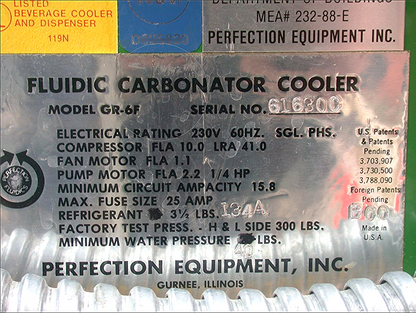 LISTED
BEVERAGE COOLER
AND DISPENSER
119N
DEPARTMENT OF BUILDINGS
MEA# 232-88-E
PERFECTION EQUIPMENT INC.
FLUIDIC CARBONATOR COOLER
MODEL GR-6F SERIAL NO. 61630C
ELECTRICAL RATING 230V 60HZ. SGL. PHS.
COMPRESSOR FLA 10.0 LRA 41.0
FAN MOTOR FLA 1.1
PUMP MOTOR FLA 2.2 1/4 HP
MINIMUM CIRCUIT AMPACITY 15.8
MAX. FUSE SIZE 25 AMP
REFRIGERANT 3½ LBS. 134A
FACTORY TEST PRESS. - H & L SIDE 300 LBS.
MINIMUM WATER PRESSURE LBS.
U.S. Patents
& Patents
Pending
3,703,907
3,730,500
3,788,090
Foreign Patents
Pending
Made in
U.S.A.
PERFECTION EQUIPMENT, INC.
GURNEE, ILLINOIS